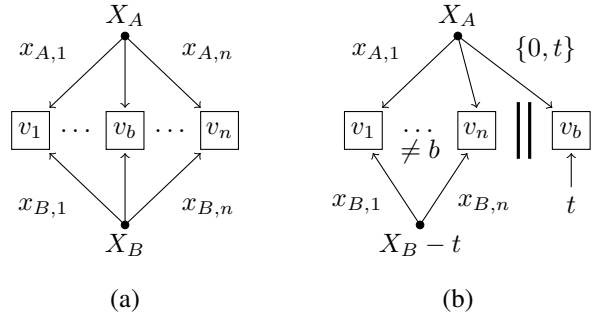 X_A X_A
x_{A,1} x_{A,n} x_{A,1} {0, t}
v_1 ⋯ v_b ⋯ v_n v_1 ⋯ v_n v_b
≠ b
x_{B,1} x_{B,n} x_{B,1} x_{B,n} t
X_B X_B − t
(a) (b)